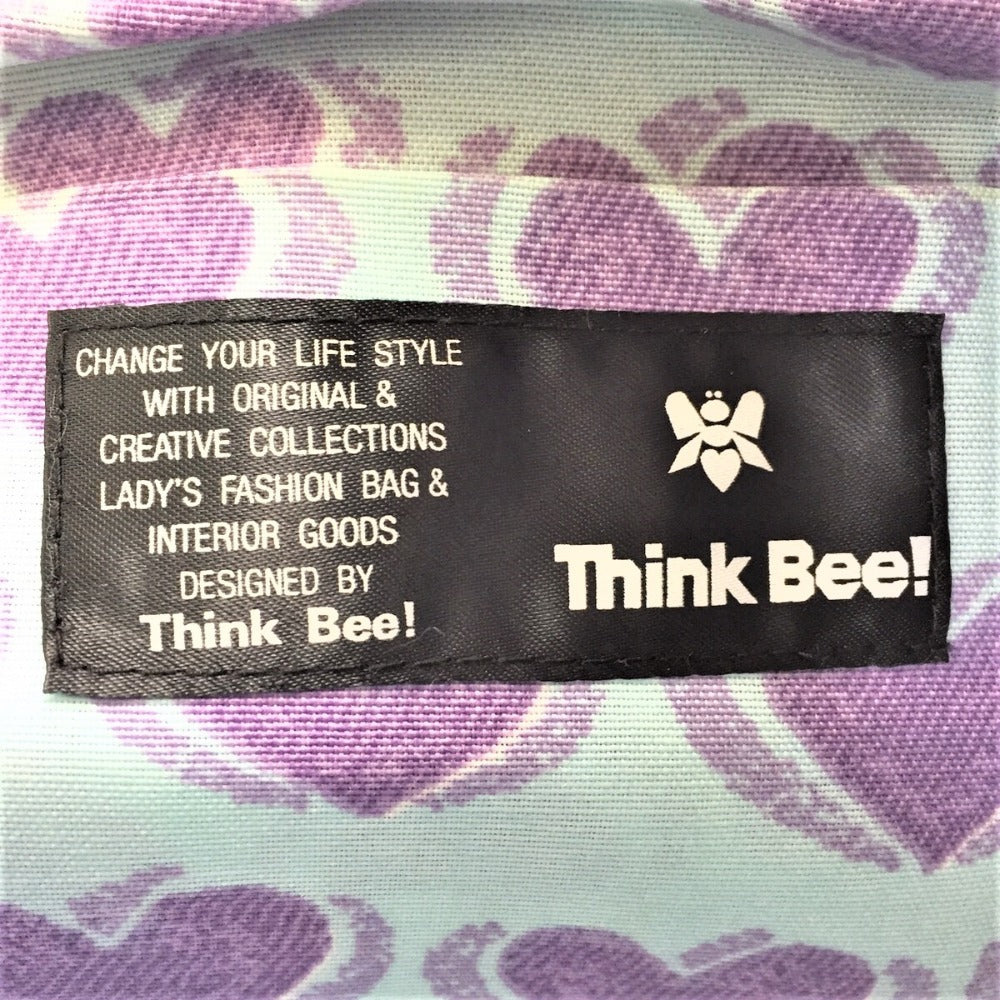 CHANGE YOUR LIFE STYLE
WITH ORIGINAL &
CREATIVE COLLECTIONS
LADY'S FASHION BAG &
INTERIOR GOODS
DESIGNED BY
Think Bee!
Think Bee!